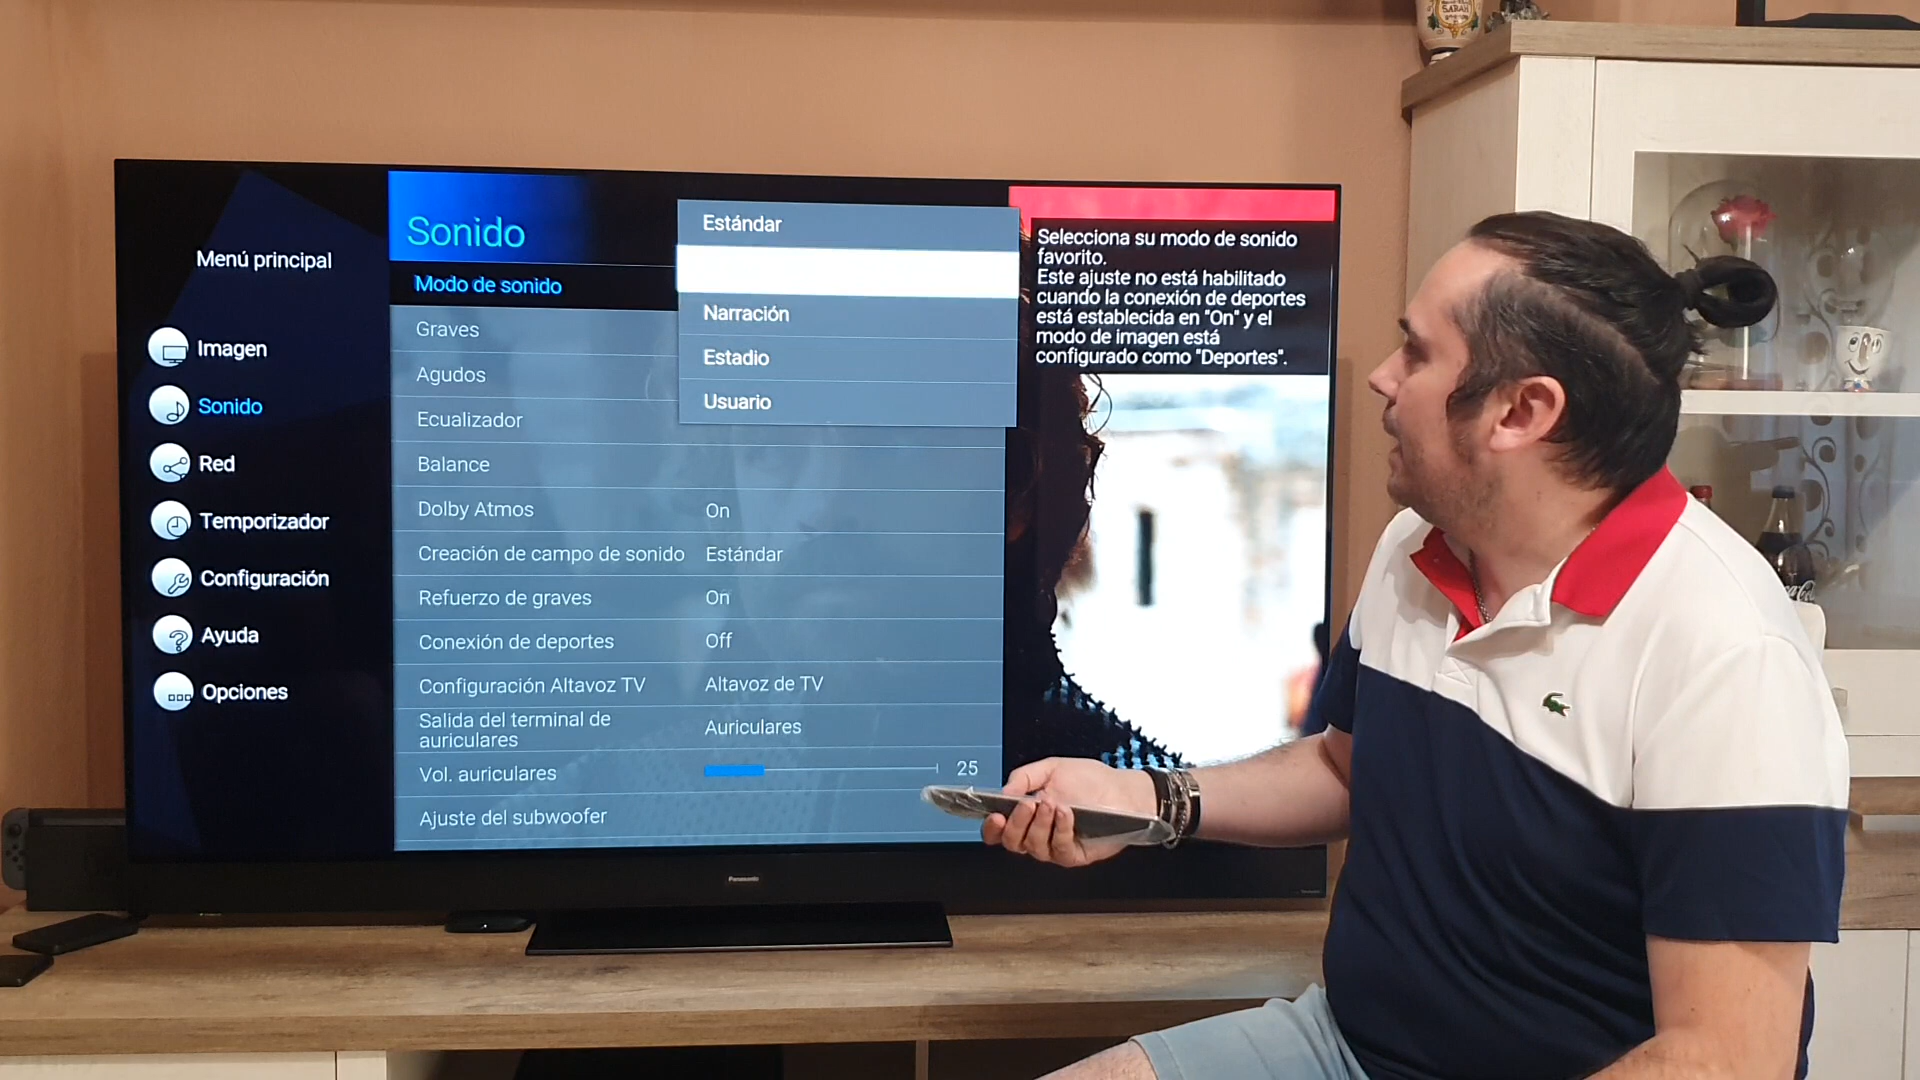 SARAH
Menú principal
Imagen
Sonido
Red
Temporizador
Configuración
Ayuda
Opciones
Sonido
Modo de sonido
Graves
Agudos
Ecualizador
Balance
Dolby Atmos On
Creación de campo de sonido Estándar
Refuerzo de graves On
Conexión de deportes Off
Configuración Altavoz TV Altavoz de TV
Salida del terminal de
auriculares Auriculares
Vol. auriculares 25
Ajuste del subwoofer
Estándar
Narración
Estadio
Usuario
Selecciona su modo de sonido
favorito.
Este ajuste no está habilitado
cuando la conexión de deportes
está establecida en "On" y el
modo de imagen está
configurado como "Deportes".
Panasonic